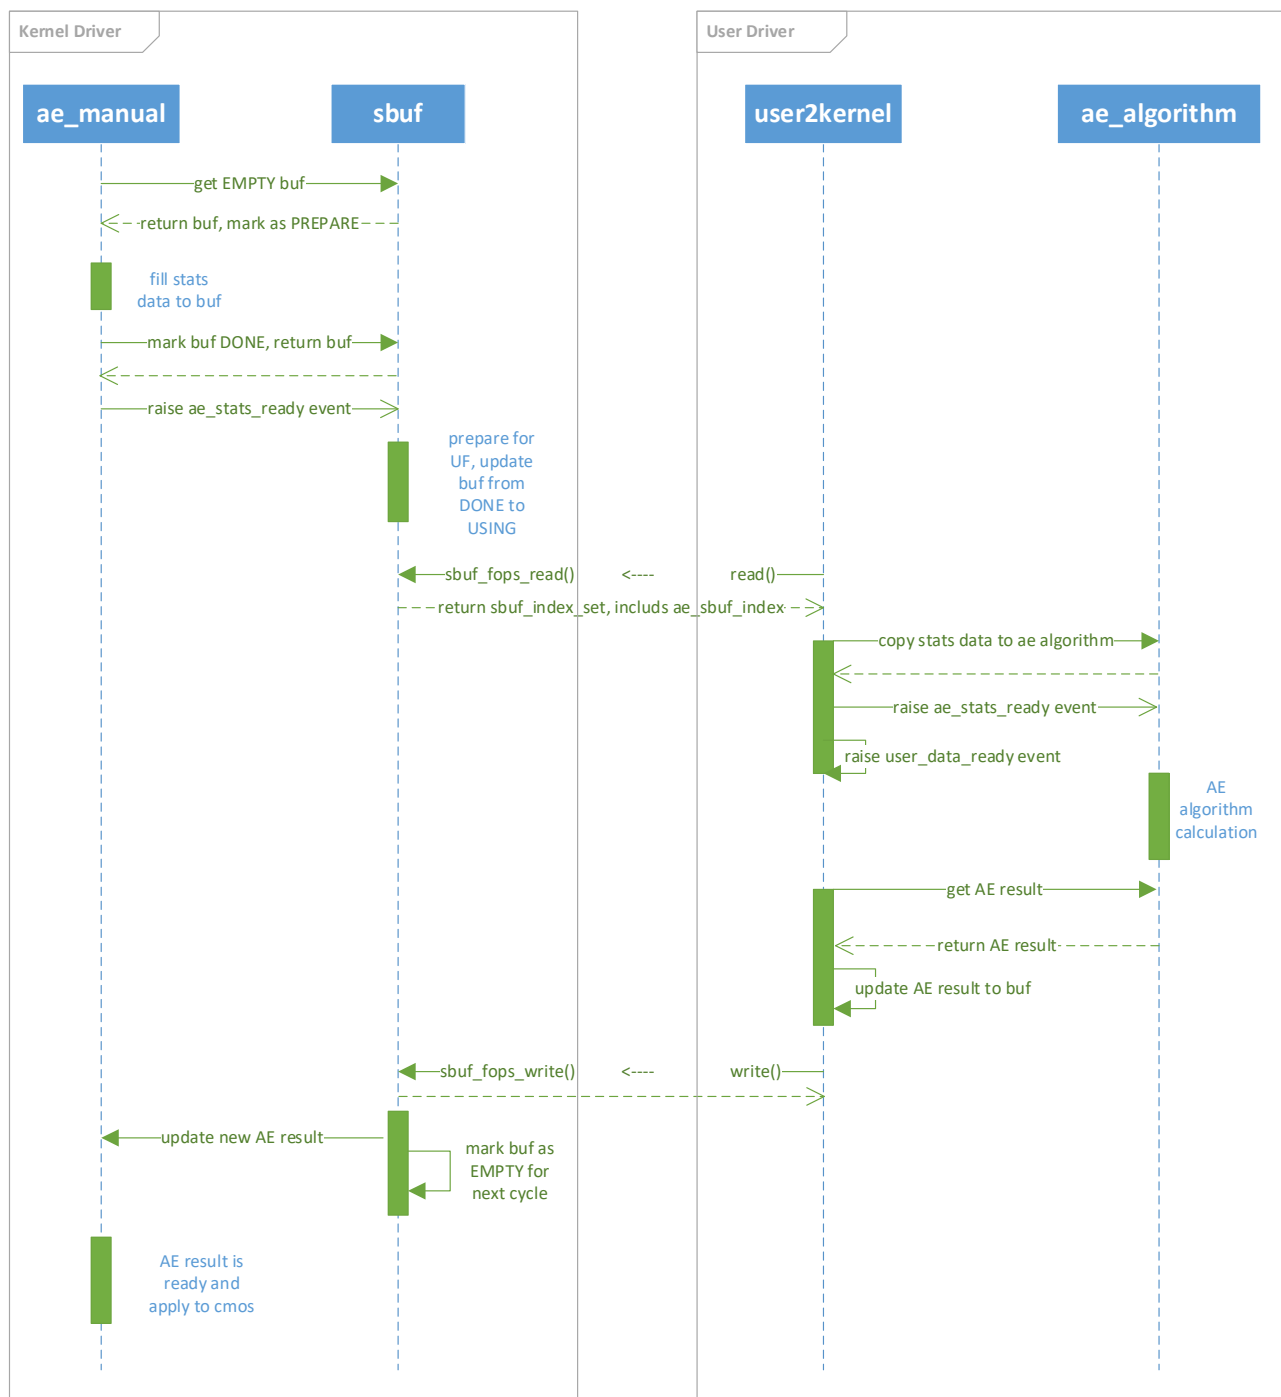 Kernel Driver
User Driver
ae_manual
sbuf
user2kernel
ae_algorithm
get EMPTY buf
return buf, mark as PREPARE
fill stats
data to buf
mark buf DONE, return buf
raise ae_stats_ready event
prepare for
UF, update
buf from
DONE to
USING
sbuf_fops_read() <---- read()
return sbuf_index_set, includs ae_sbuf_index
copy stats data to ae algorithm
raise ae_stats_ready event
raise user_data_ready event
AE
algorithm
calculation
get AE result
return AE result
update AE result to buf
sbuf_fops_write() <---- write()
update new AE result
mark buf as
EMPTY for
next cycle
AE result is
ready and
apply to cmos